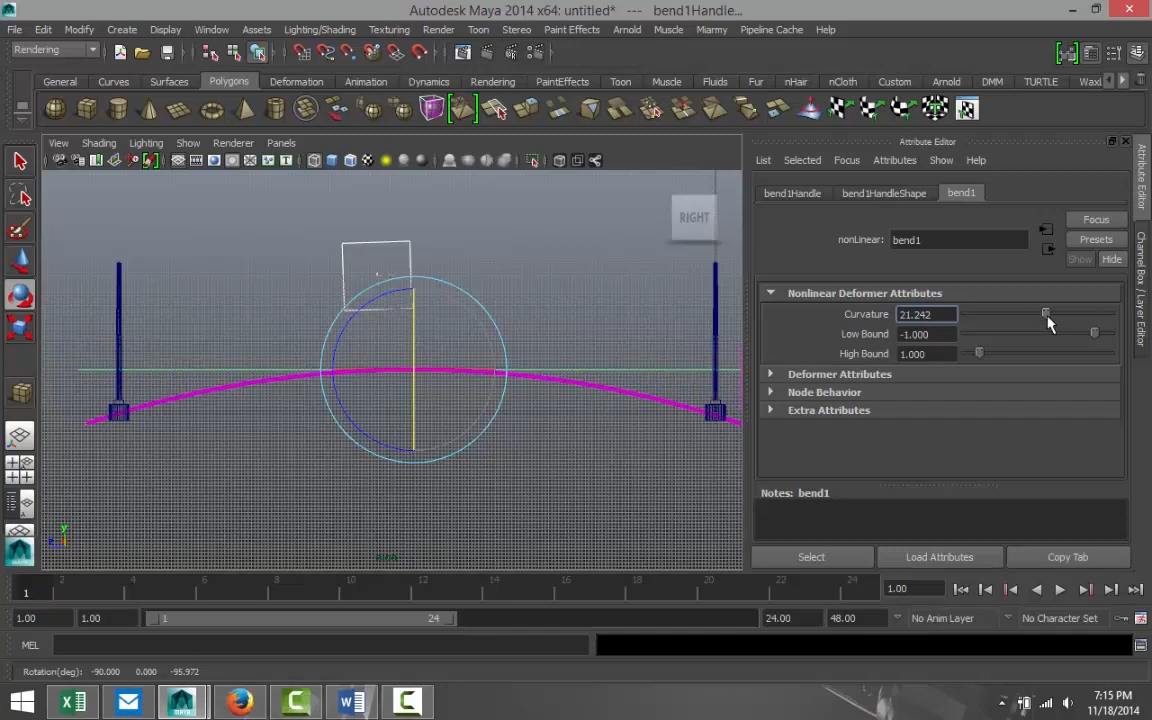 Autodesk Maya 2014 x64: untitled* --- bend1Handle...
File Edit Modify Create Display Window Assets Lighting/Shading Texturing Render Toon Stereo Paint Effects Arnold Muscle Miarmy Pipeline Cache Help
Rendering
General Curves Surfaces Polygons Deformation Animation Dynamics Rendering PaintEffects Toon Muscle Fluids Fur nHair nCloth Custom Arnold DMM TURTLE
View Shading Lighting Show Renderer Panels
RIGHT
y
z
Attribute Editor
List Selected Focus Attributes Show Help
bend1Handle bend1HandleShape bend1
Focus
nonLinear: bend1
Presets
Show Hide
Nonlinear Deformer Attributes
Curvature 21.242
Low Bound -1.000
High Bound 1.000
Deformer Attributes
Node Behavior
Extra Attributes
Notes: bend1
Select Load Attributes Copy Tab
Attribute Editor
Channel Box / Layer Editor
1 2 4 6 8 10 12 14 16 18 20 22 24 1.00
1.00 1.00 1 24 24.00 48.00 No Anim Layer No Character Set
MEL
Rotation(deg): -90.000 0.000 -95.972
7:15 PM
11/18/2014